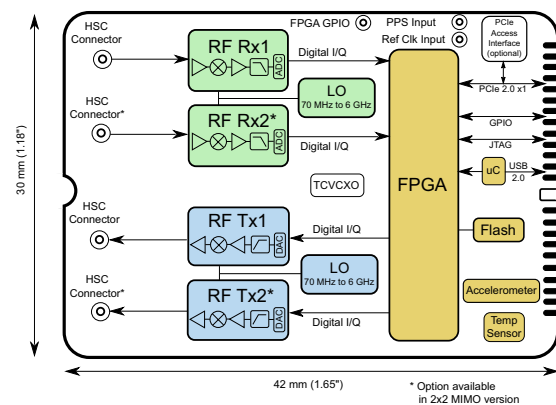 HSC
Connector
RF Rx1
ADC
Digital I/Q
FPGA GPIO
PPS Input
Ref Clk Input
PCIe
Access
Interface
(optional)
PCIe 2.0 x1
LO
70 MHz to 6 GHz
HSC
Connector*
RF Rx2*
ADC
Digital I/Q
GPIO
JTAG
uC
USB
2.0
FPGA
TCVCXO
30 mm (1.18")
HSC
Connector
RF Tx1
DAC
Digital I/Q
Flash
LO
70 MHz to 6 GHz
HSC
Connector*
RF Tx2*
DAC
Digital I/Q
Accelerometer
Temp
Sensor
42 mm (1.65")
* Option available
in 2x2 MIMO version